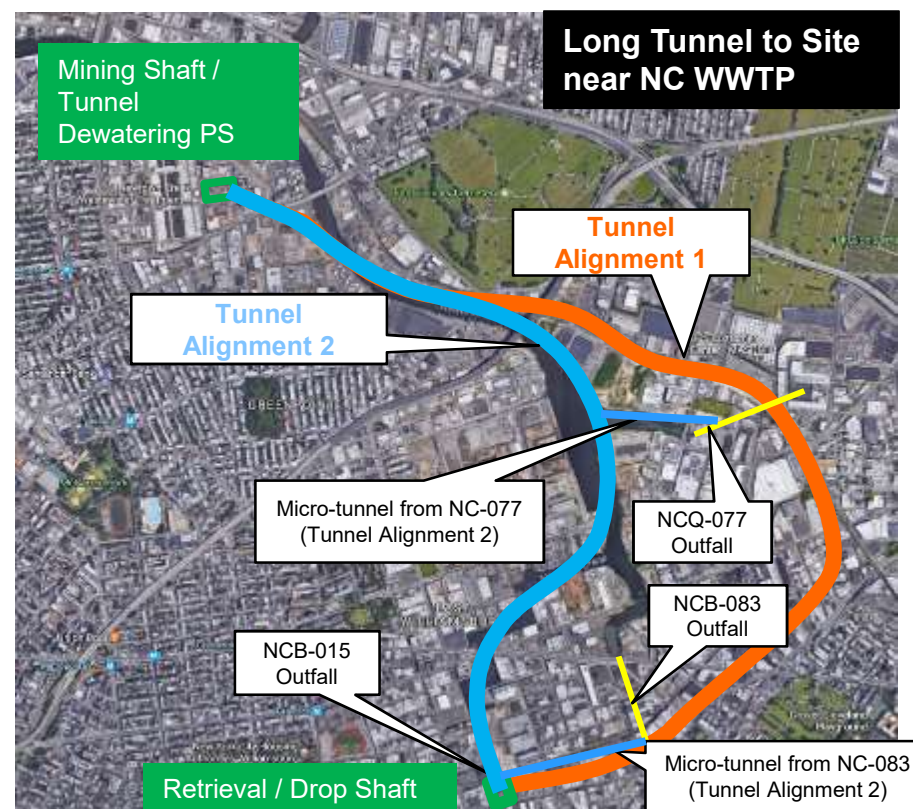 Long Tunnel to Site
near NC WWTP
Mining Shaft /
Tunnel
Dewatering PS
Tunnel
Alignment 1
Tunnel
Alignment 2
Micro-tunnel from NC-077
(Tunnel Alignment 2)
NCQ-077
Outfall
NCB-083
Outfall
NCB-015
Outfall
Retrieval / Drop Shaft
Micro-tunnel from NC-083
(Tunnel Alignment 2)